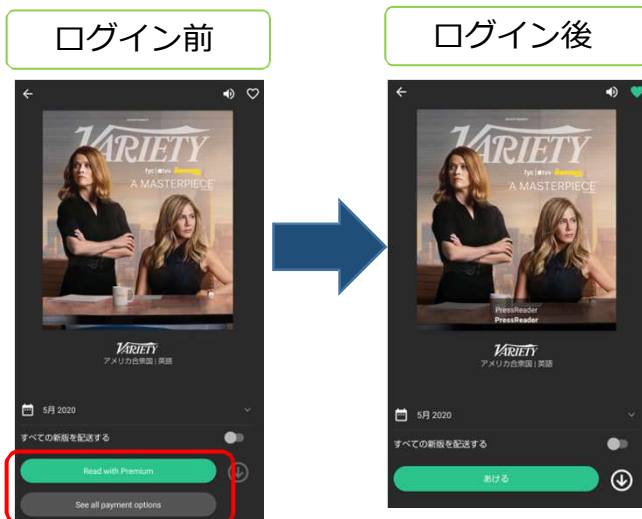 ログイン前
ログイン後
VARIETY
'A MASTERPIECE'
VARIETY
アメリカ合衆国 | 英語
5月 2020
すべての新版を配送する
Read with Premium
See all payment options
VARIETY
'A MASTERPIECE'
PressReader
PressReader
VARIETY
アメリカ合衆国 | 英語
5月 2020
すべての新版を配送する
あける